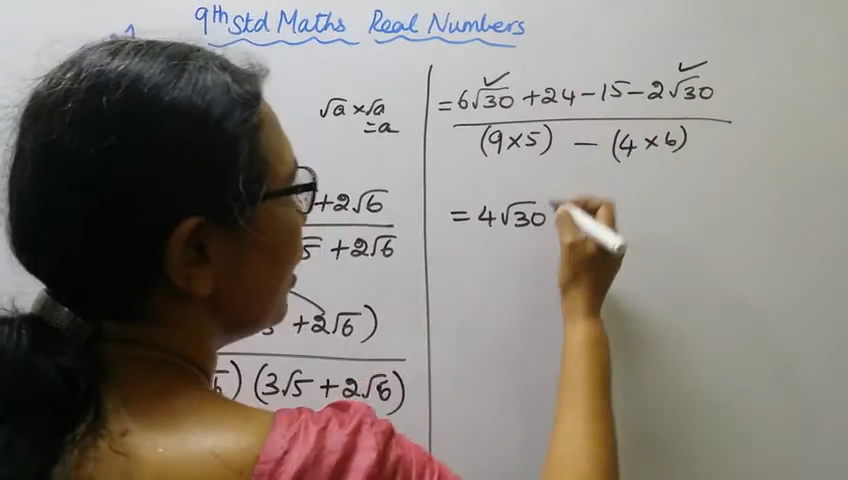 9th Std Maths Real Numbers
√a × √a
= a
+ 2√6
5 + 2√6
+ 2√6)
) (3√5 + 2√6)
= 6√30 + 24 - 15 - 2√30
(9 × 5) - (4 × 6)
= 4√30